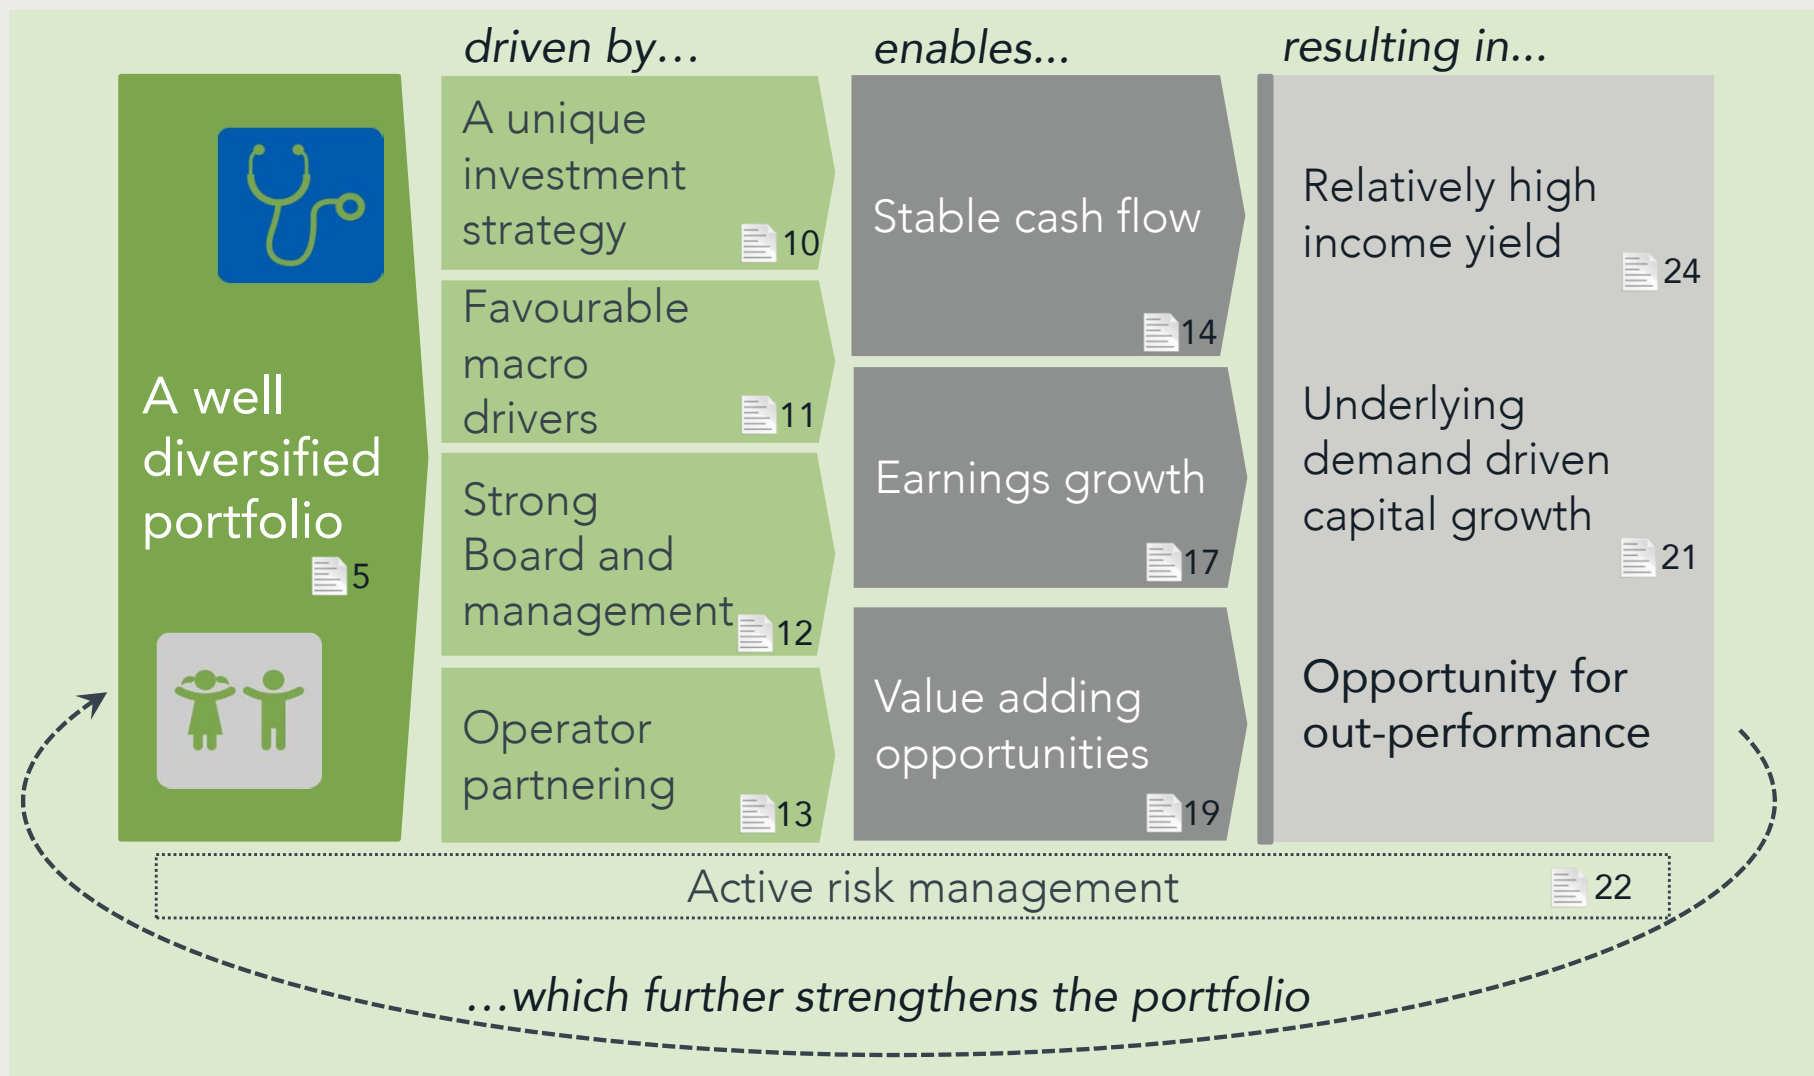 driven by...
enables...
resulting in...
A well
diversified
portfolio
5
A unique
investment
strategy
10
Favourable
macro
drivers
11
Strong
Board and
management
12
Operator
partnering
13
Stable cash flow
14
Earnings growth
17
Value adding
opportunities
19
Relatively high
income yield
24
Underlying
demand driven
capital growth
21
Opportunity for
out-performance
Active risk management
22
...which further strengthens the portfolio